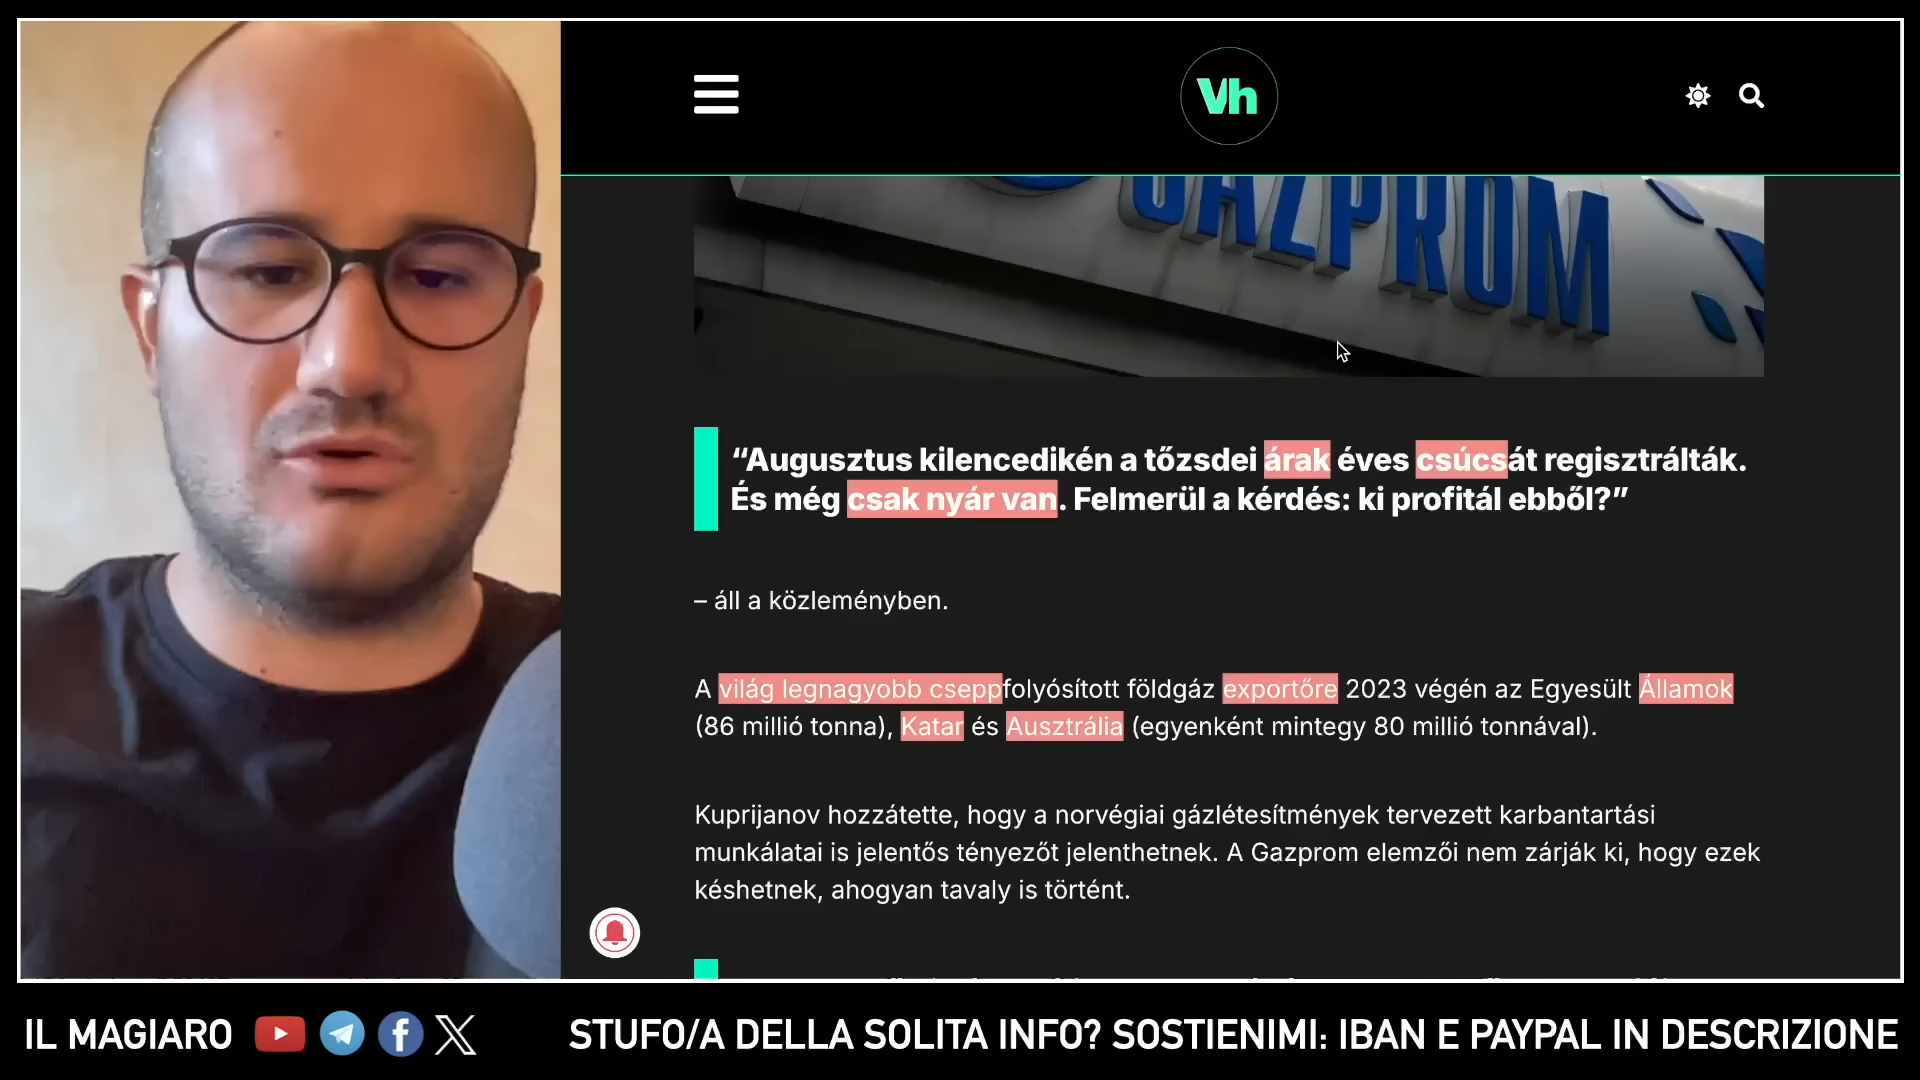 Vh
GAZPROM
“Augusztus kilencedikén a tőzsdei árak éves csúcsát regisztrálták.
És még csak nyár van. Felmerül a kérdés: ki profitál ebből?”
– áll a közleményben.
A világ legnagyobb cseppfolyósított földgáz exportőre 2023 végén az Egyesült Államok
(86 millió tonna), Katar és Ausztrália (egyenként mintegy 80 millió tonnával).
Kuprijanov hozzátette, hogy a norvégiai gázlétesítmények tervezett karbantartási
munkálatai is jelentős tényezőt jelenthetnek. A Gazprom elemzői nem zárják ki, hogy ezek
késhetnek, ahogyan tavaly is történt.
IL MAGIARO
STUFO/A DELLA SOLITA INFO? SOSTIENIMI: IBAN E PAYPAL IN DESCRIZIONE